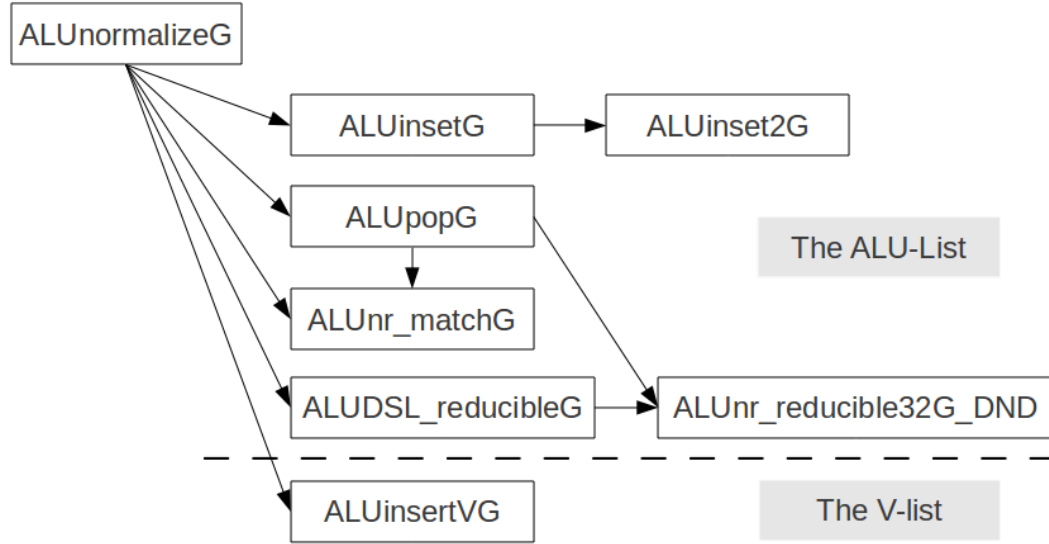 ALUnormalizeG
ALUinsetG
ALUinset2G
ALUpopG
The ALU-List
ALUnr_matchG
ALUDSL_reducibleG
ALUnr_reducible32G_DND
ALUinsertVG
The V-list